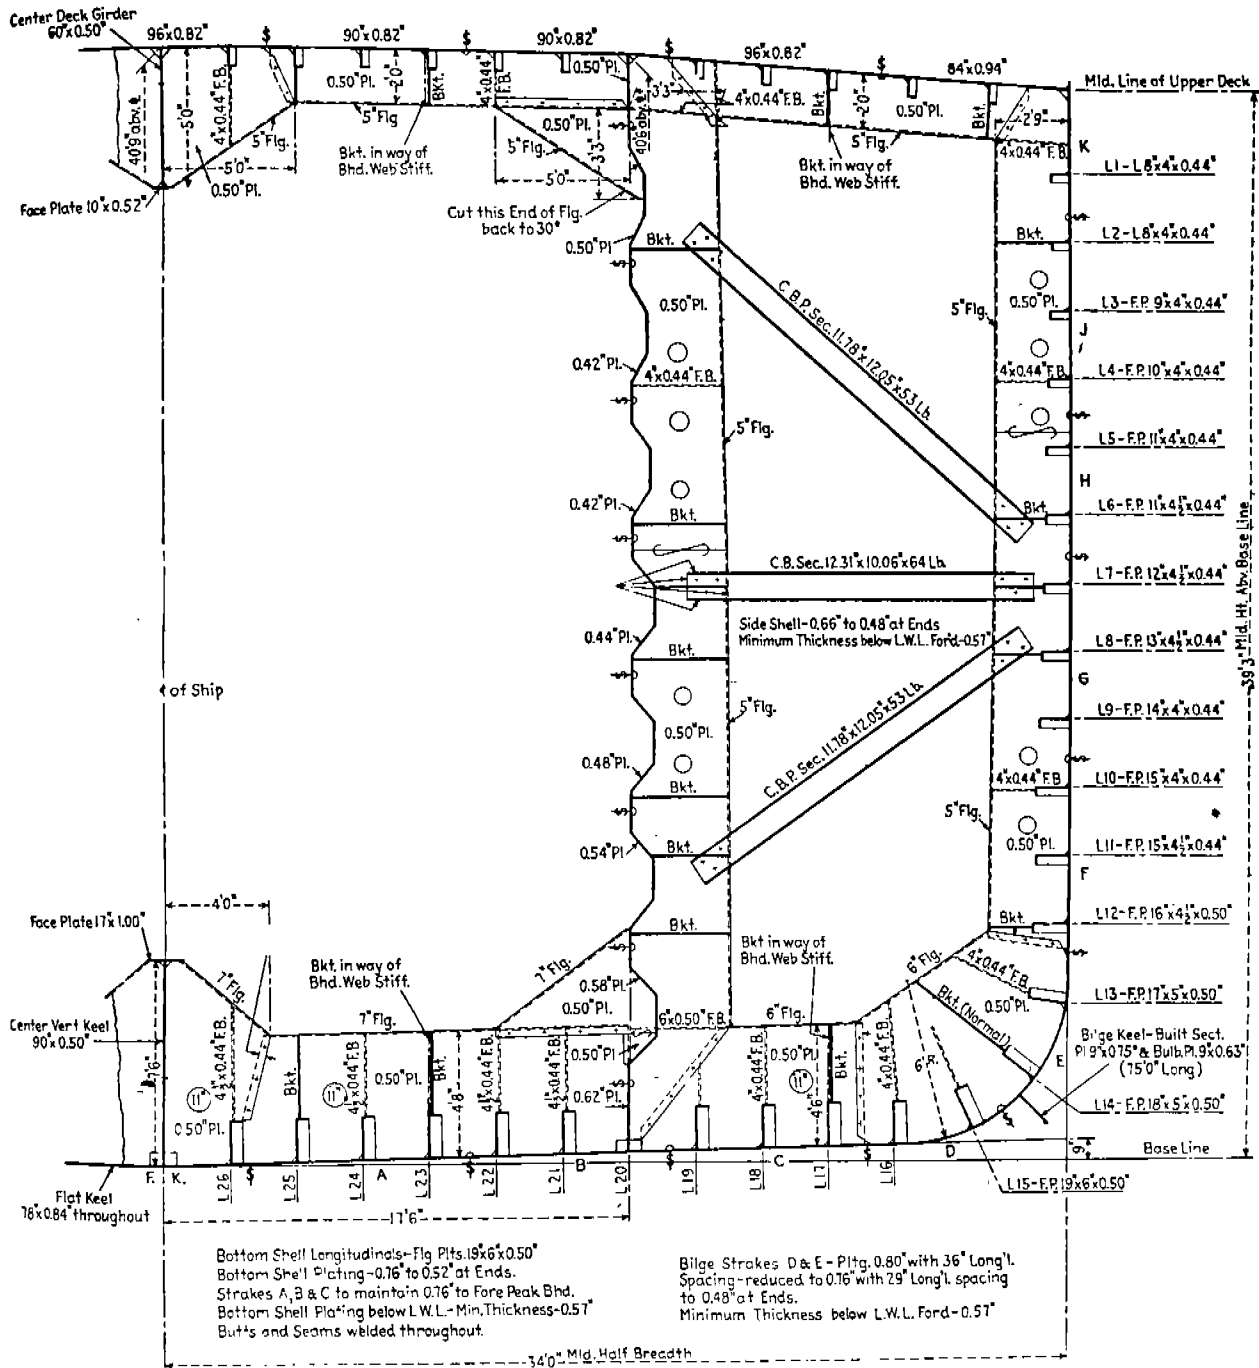 Center Deck Girder
60"x0.50"
96"x0.82"
90"x0.82"
90"x0.82"
96"x0.82"
84"x0.94"
Mld. Line of Upper Deck
40'9" abv. ℄
5'0"
4"x0.44" F.B.
0.50" Pl.
2'0"
Bkt.
4"x0.44"
F.B.
0.50" Pl.
0.50" Pl.
3'3"
4"x0.44" F.B.
Bkt.
2'0"
0.50" Pl.
Bkt.
2'9"
4"x0.44" F.B.
K
5" Flg.
5" Flg
5" Flg.
3'3"
5" Flg.
5'0"
0.50" Pl.
5'0"
Bkt. in way of
Bhd. Web Stiff.
Bkt. in way of
Bhd. Web Stiff.
Face Plate 10"x0.52"
Cut this End of Flg.
back to 30"
L1-L8"x4"x0.44"
L2-L8"x4"x0.44"
L3-F.P. 9"x4"x0.44"
L4-F.P. 10"x4"x0.44"
L5-F.P. 11"x4"x0.44"
L6-F.P. 11"x4½"x0.44"
L7-F.P. 12"x4½"x0.44"
L8-F.P. 13"x4½"x0.44"
L9-F.P. 14"x4"x0.44"
L10-F.P. 15"x4"x0.44"
L11-F.P. 15"x4½"x0.44"
L12-F.P. 16"x4½"x0.50"
L13-F.P. 17"x5"x0.50"
0.50" Pl
Bkt.
Bkt.
0.50" Pl.
C.B.P. Sec. 11.78"x12.05"x53 Lb.
5" Flg.
0.50" Pl.
J
0.42" Pl.
4"x0.44" F.B.
4"x0.44" F.B.
5" Flg.
0.42" Pl.
Bkt.
Bkt.
H
C.B. Sec. 12.31"x10.06"x64 Lb.
39'3" Mld. Ht. Abv. Base Line
0.44" Pl.
Bkt.
Side Shell-0.66" to 0.48" at Ends
Minimum Thickness below L.W.L. Ford-0.57"
G
℄ of Ship
5" Flg.
0.50" Pl.
0.48" Pl.
C.B.P. Sec. 11.78"x12.05"x53 Lb.
4"x0.44" F.B
5" Flg.
Bkt.
0.54" Pl
Bkt.
0.50" Pl.
F
4'0"
Face Plate 17"x1.00"
Bkt.
Bkt.
7" Flg.
Bkt. in way of
Bhd. Web Stiff.
7" Flg.
0.58" Pl.
0.50" Pl.
Bkt in way of
Bhd. Web Stiff.
6" Flg.
4"x0.44" F.B.
0.50" Pl.
Bkt. (Normal)
7" Flg.
6"x0.50" F.B.
6" Flg.
Center Vert Keel
90"x0.50"
7'6"
4½"x0.44" F.B.
Bkt.
4½"x0.44" F.B.
0.50" Pl.
Bkt.
4'8"
4½"x0.44" F.B.
4½"x0.44" F.B.
0.50" Pl
0.62" Pl.
0.50" Pl.
4'6"
Bkt.
4"x0.44" F.B.
6' R.
E
Bilge Keel-Built Sect.
Pl 9"x0.75" & Bulb. Pl. 9"x0.63"
(75'0" Long)
11"
11"
11"
0.50" Pl.
L14-F.P. 18"x5"x0.50"
Base Line
9"
F.
K.
L26
L25
L24
A
L23
L22
L21
B
L20
L19
L18
C
L17
L16
D
L15-F.P. 19"x6"x0.50"
Flat Keel
78"x0.84" throughout
17'6"
Bottom Shell Longitudinals-Flg Plts. 19"x6"x0.50"
Bottom Shell Plating-0.76" to 0.52" at Ends.
Strakes A, B & C to maintain 0.76" to Fore Peak Bhd.
Bottom Shell Plating below L.W.L.-Min. Thickness-0.57"
Butts and Seams welded throughout.
Bilge Strakes D & E-Pltg. 0.80" with 36" Long'l.
Spacing-reduced to 0.76" with 29" Long'l. spacing
to 0.48" at Ends.
Minimum Thickness below L.W.L. Ford-0.57"
34'0" Mld. Half Breadth